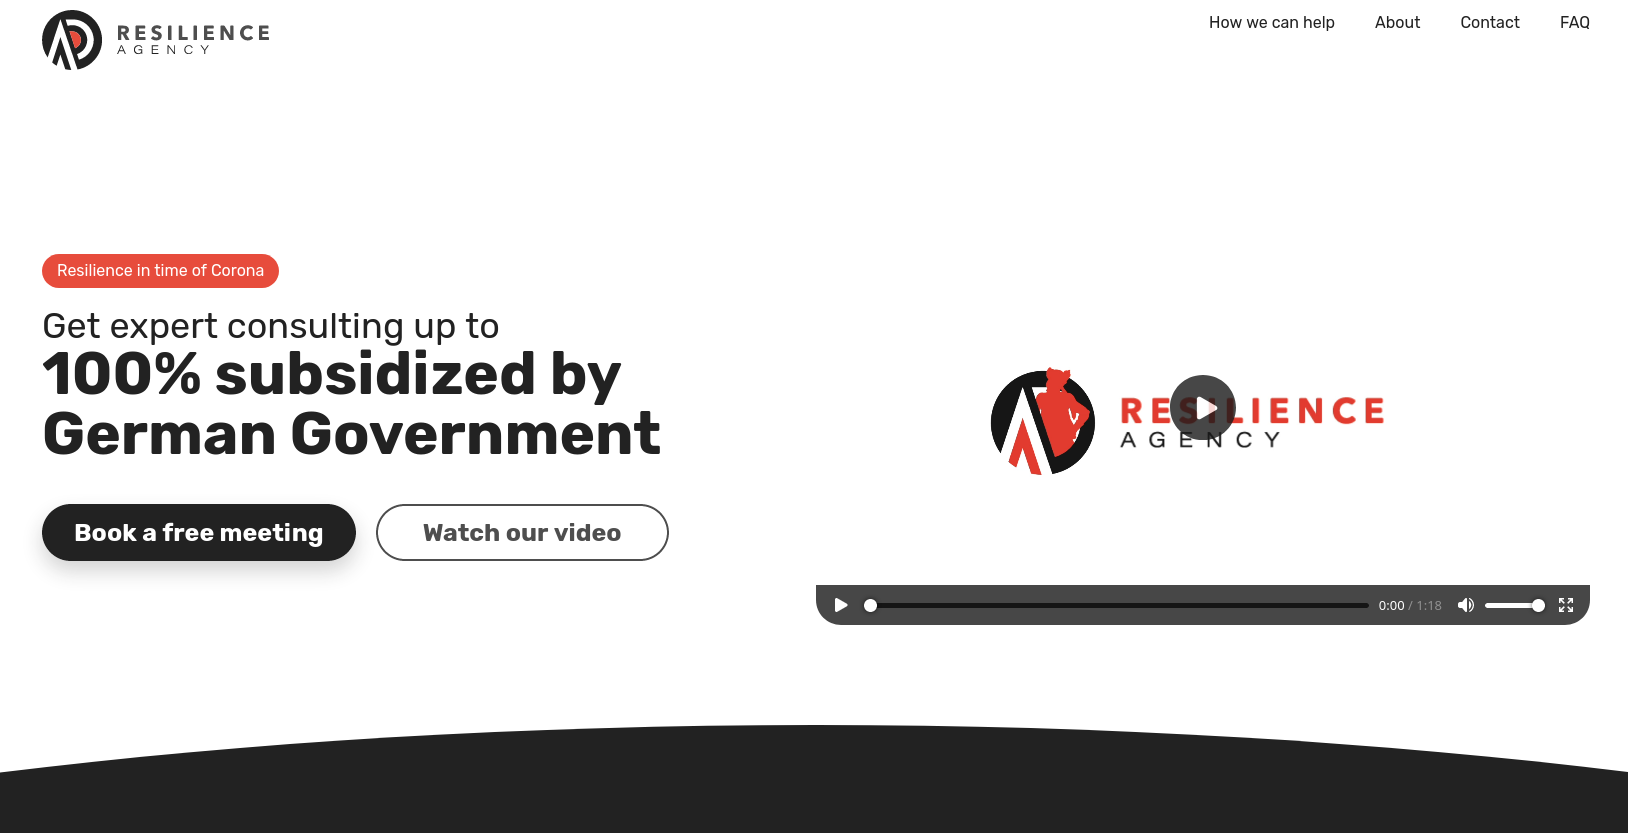 RESILIENCE
AGENCY
How we can help About Contact FAQ
Resilience in time of Corona
Get expert consulting up to
100% subsidized by
German Government
Book a free meeting
Watch our video
RESILIENCE
AGENCY
0:00 / 1:18